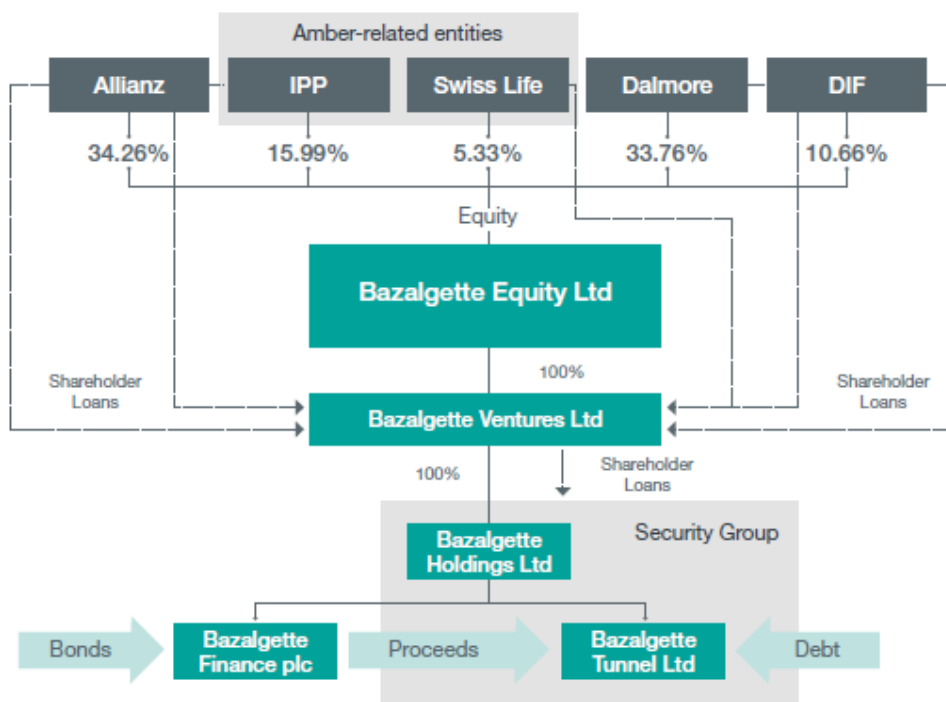 Amber-related entities
Allianz
IPP
Swiss Life
Dalmore
DIF
34.26%
15.99%
5.33%
33.76%
10.66%
Equity
Bazalgette Equity Ltd
100%
Shareholder
Loans
Shareholder
Loans
Bazalgette Ventures Ltd
100%
Shareholder
Loans
Security Group
Bazalgette
Holdings Ltd
Bonds
Bazalgette
Finance plc
Proceeds
Bazalgette
Tunnel Ltd
Debt